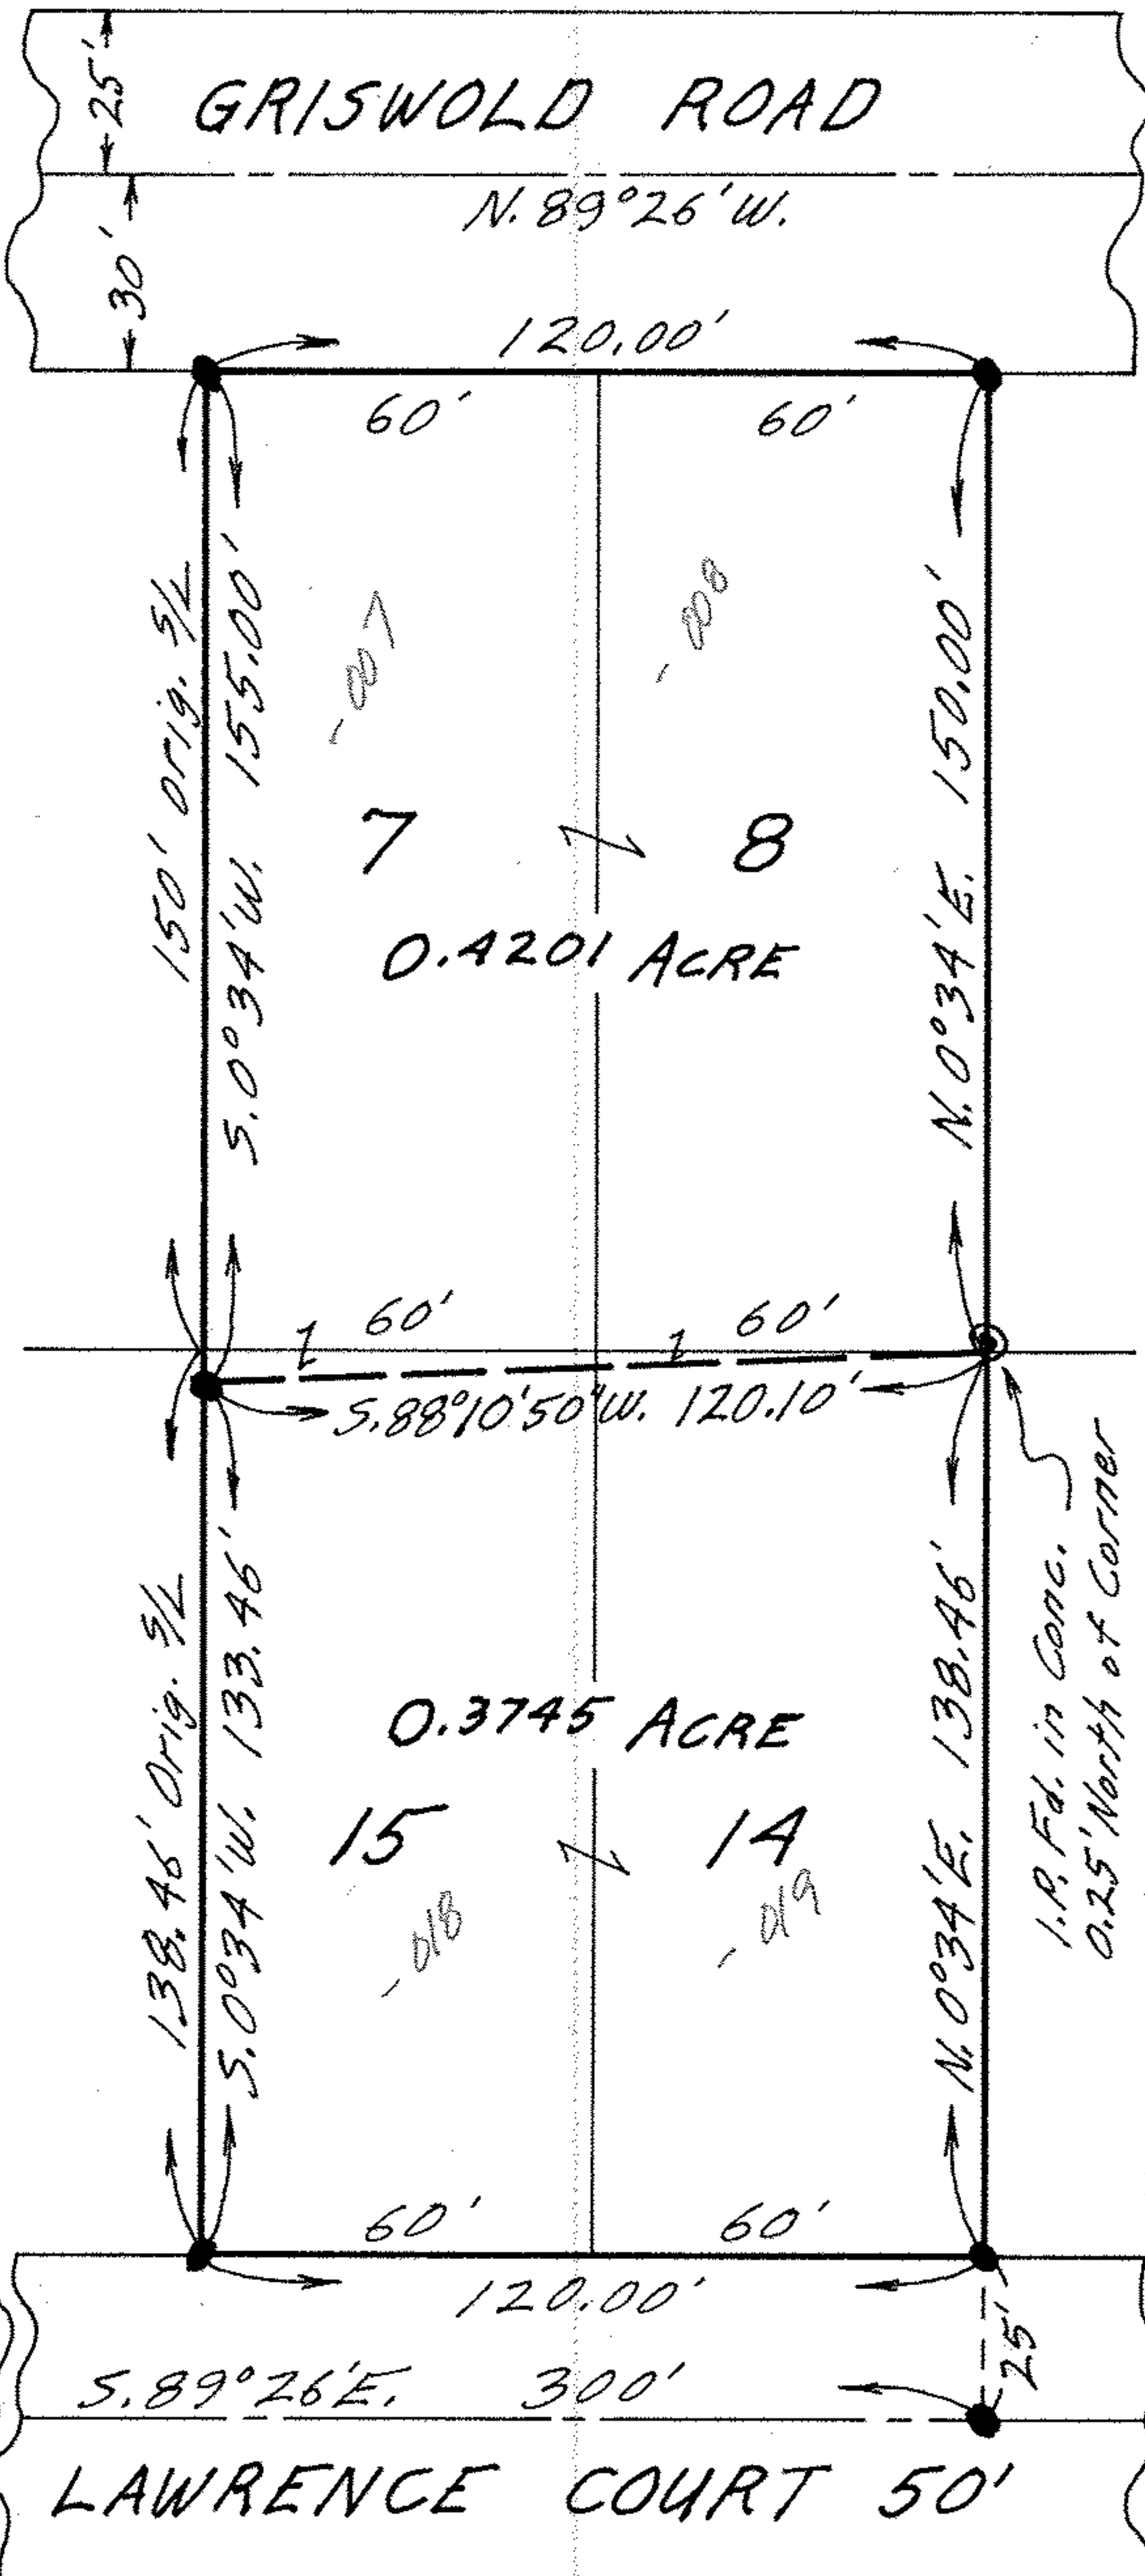 25'
GRISWOLD ROAD
N. 89°26'W.
30'
120.00'
60' 60'
150' Orig. S/L
S. 0°34'W. 155.00'
-007
-008
N. 0°34'E. 150.00'
7 8
0.4201 ACRE
60' 60'
S. 88°10'50"W. 120.10'
I.P. Fd. in Conc.
0.25' North of Corner
138.46' Orig. S/L
S. 0°34'W. 133.46'
N. 0°34'E. 138.46'
0.3745 ACRE
15 14
-018
-019
60' 60'
120.00'
25'
S. 89°26'E. 300'
LAWRENCE COURT 50'